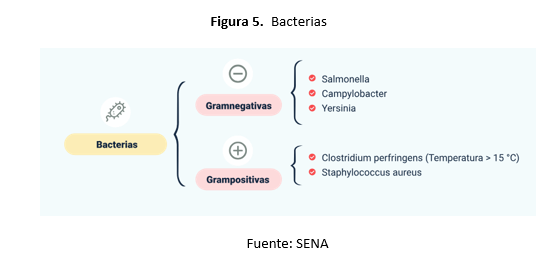 Figura 5. Bacterias
Bacterias
Gramnegativas
Salmonella
Campylobacter
Yersinia
Grampositivas
Clostridium perfringens (Temperatura > 15 °C)
Staphylococcus aureus
Fuente: SENA